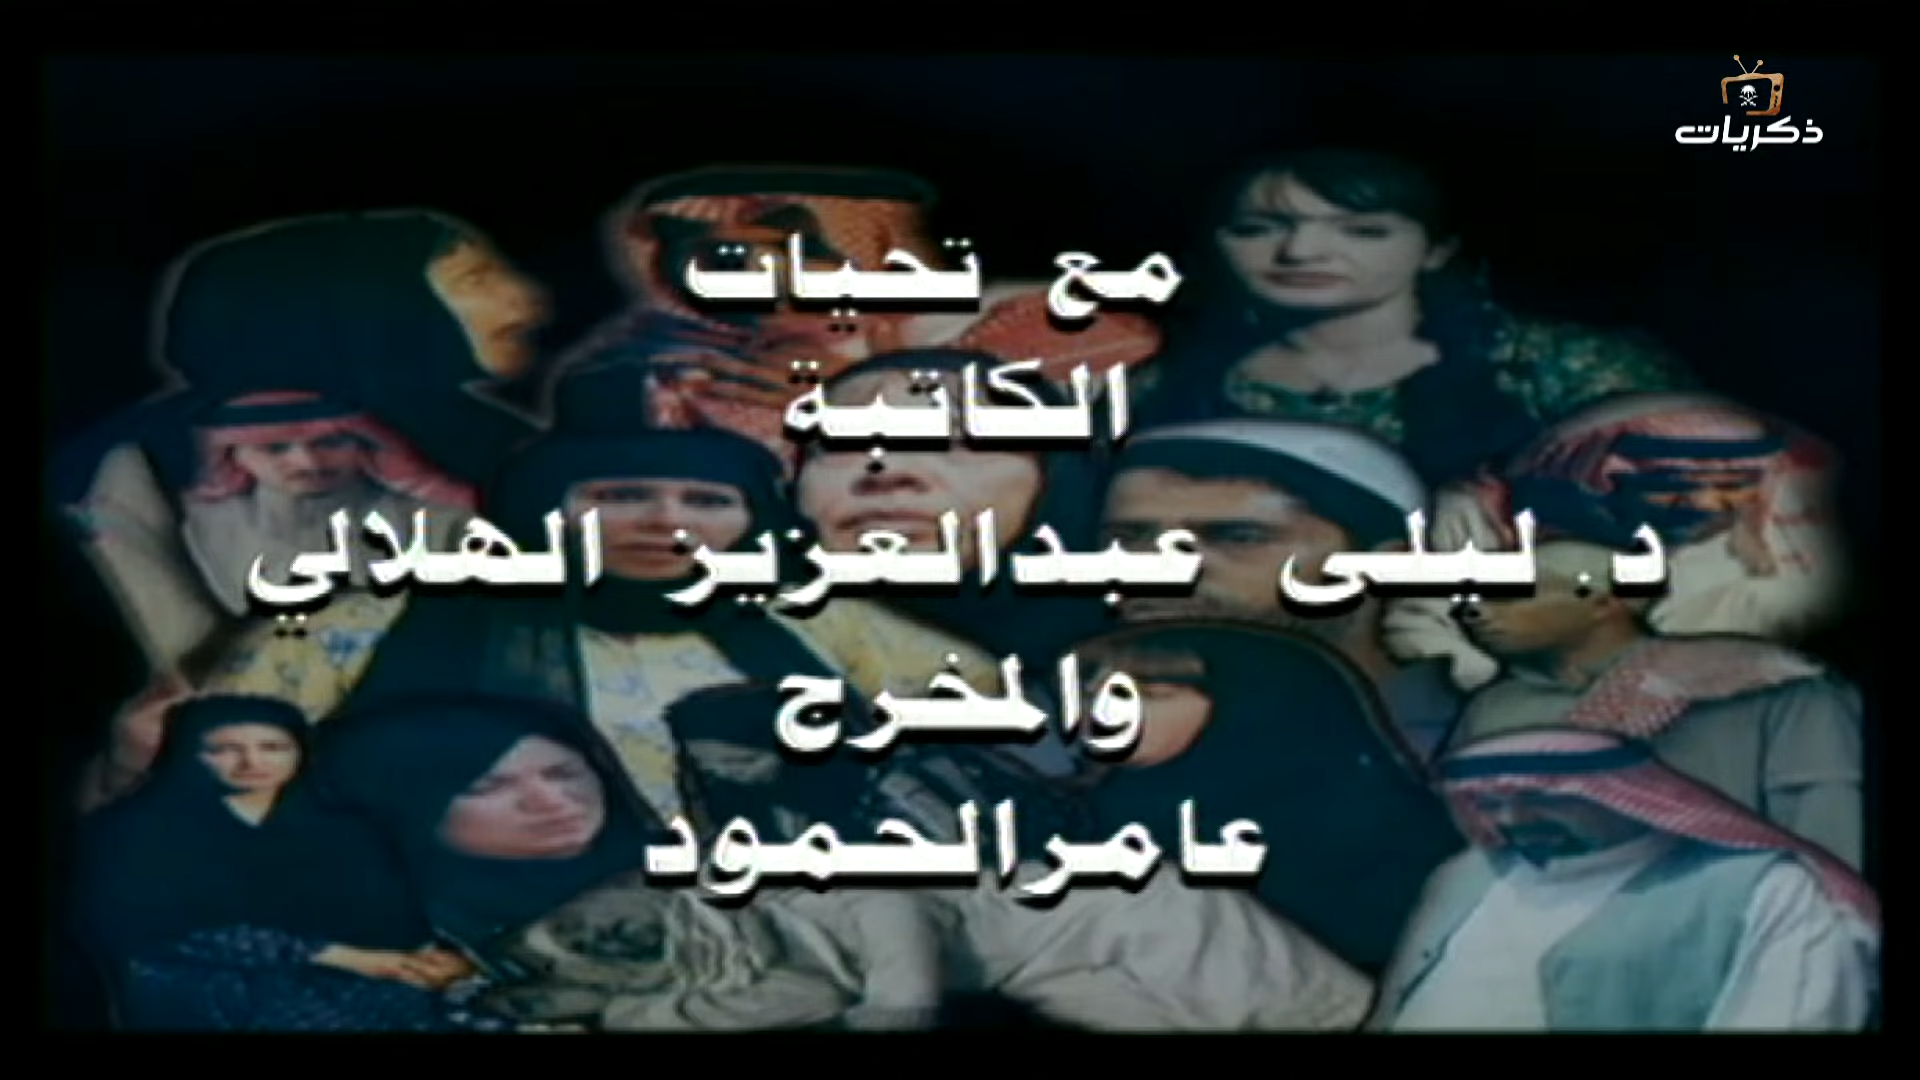 ذكريات
مع تحيات
الكاتبة
د. ليلى عبدالعزيز الهلالي
والمخرج
عامر الحمود